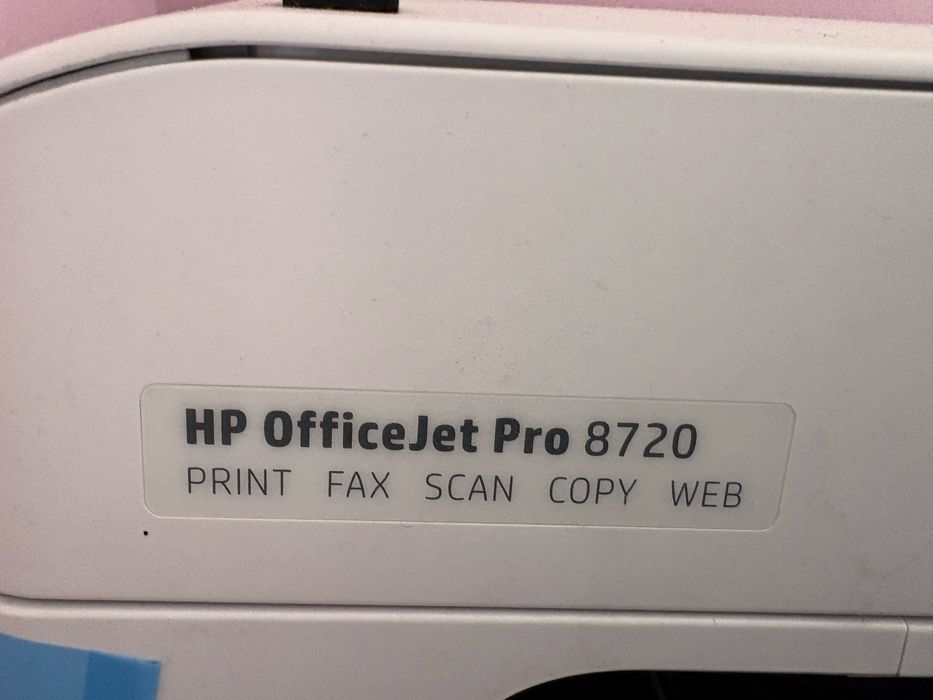 HP OfficeJet Pro 8720
PRINT FAX SCAN COPY WEB